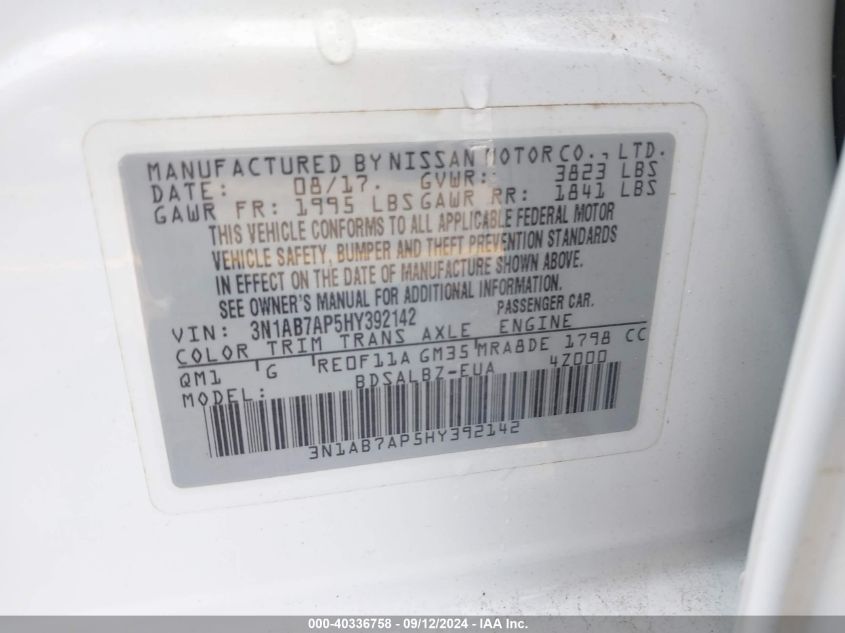 MANUFACTURED BY NISSAN MOTOR CO., LTD.
DATE: 08/17. GVWR: 3823 LBS
GAWR FR: 1995 LBS GAWR RR: 1841 LBS
THIS VEHICLE CONFORMS TO ALL APPLICABLE FEDERAL MOTOR
VEHICLE SAFETY, BUMPER AND THEFT PREVENTION STANDARDS
IN EFFECT ON THE DATE OF MANUFACTURE SHOWN ABOVE.
SEE OWNER'S MANUAL FOR ADDITIONAL INFORMATION.
VIN: 3N1AB7AP5HY392142 PASSENGER CAR.
COLOR TRIM TRANS AXLE ENGINE
QM1 G RE0F11A GM35 MRA8DE 1798 CC
MODEL: BDSALBZ-EUA 4Z000
3N1AB7AP5HY392142
000-40336758 - 09/12/2024 - IAA Inc.